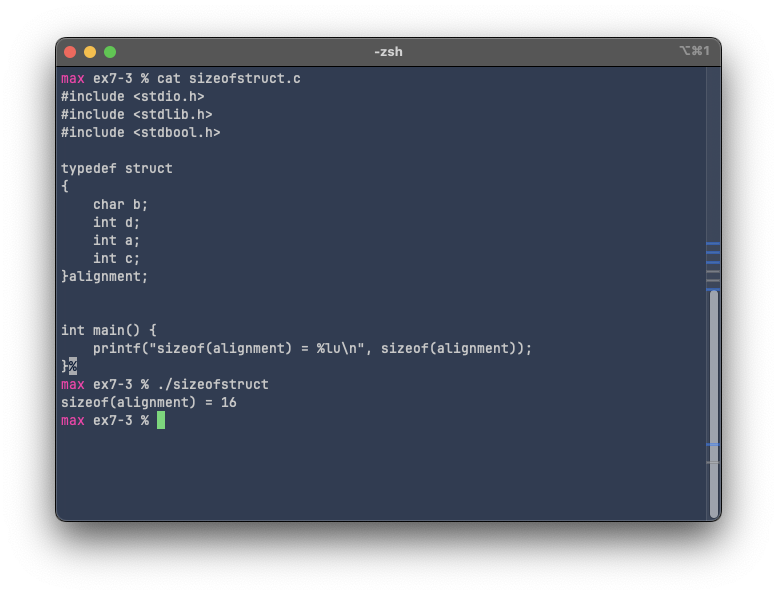 -zsh
⌥⌘1
max ex7-3 % cat sizeofstruct.c
#include <stdio.h>
#include <stdlib.h>
#include <stdbool.h>
typedef struct
{
    char b;
    int d;
    int a;
    int c;
}alignment;
int main() {
    printf("sizeof(alignment) = %lu\n", sizeof(alignment));
}%
max ex7-3 % ./sizeofstruct
sizeof(alignment) = 16
max ex7-3 %